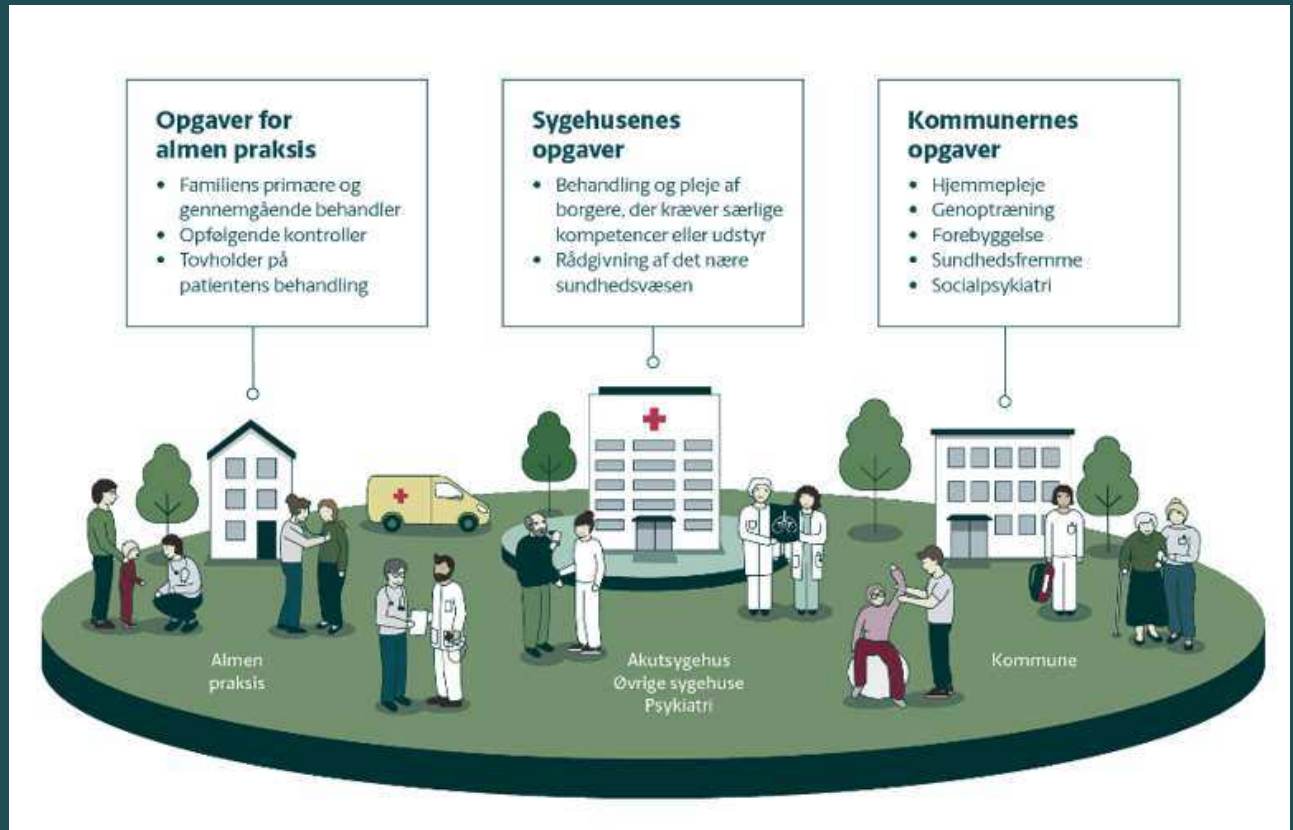 Opgaver for
almen praksis
• Familiens primære og
gennemgående behandler
• Opfølgende kontroller
• Tovholder på
patientens behandling
Sygehusenes
opgaver
• Behandling og pleje af
borgere, der kræver særlige
kompetencer eller udstyr
• Rådgivning af det nære
sundhedsvæsen
Kommunernes
opgaver
• Hjemmepleje
• Genoptræning
• Forebyggelse
• Sundhedsfremme
• Socialpsykiatri
Almen
praksis
Akutsygehus
Øvrige sygehuse
Psykiatri
Kommune